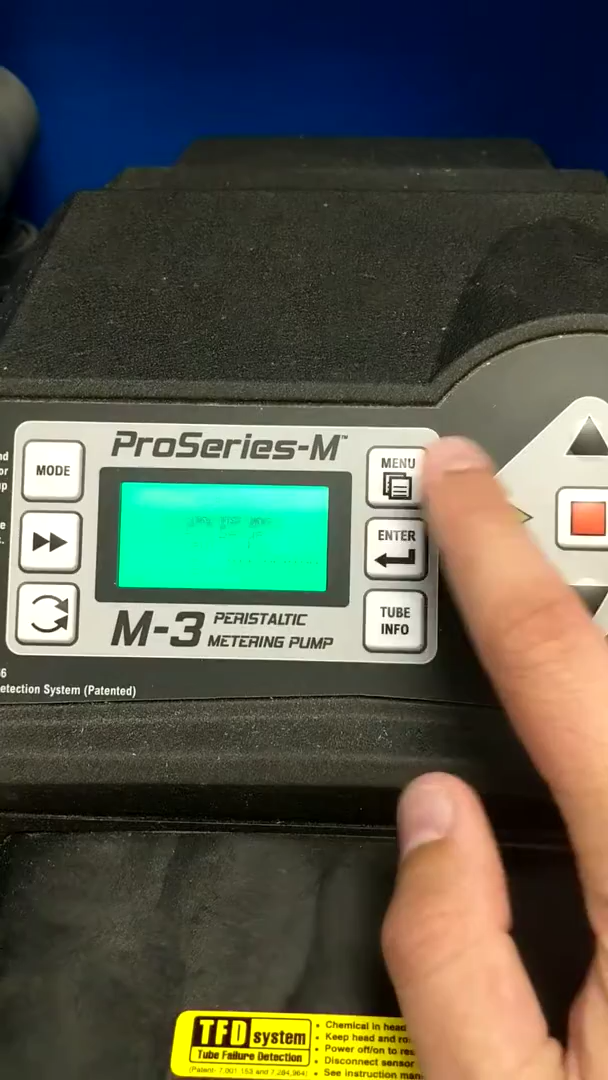 ProSeries-M™
MODE
MENU
ENTER
TUBE
INFO
M-3 PERISTALTIC
METERING PUMP
etection System (Patented)
TFD system
Tube Failure Detection
(Patent: 7,001,153 and 7,284,964)
• Chemical in head
• Keep head and ro
• Power off/on to res
• Disconnect sensor
• See instruction man